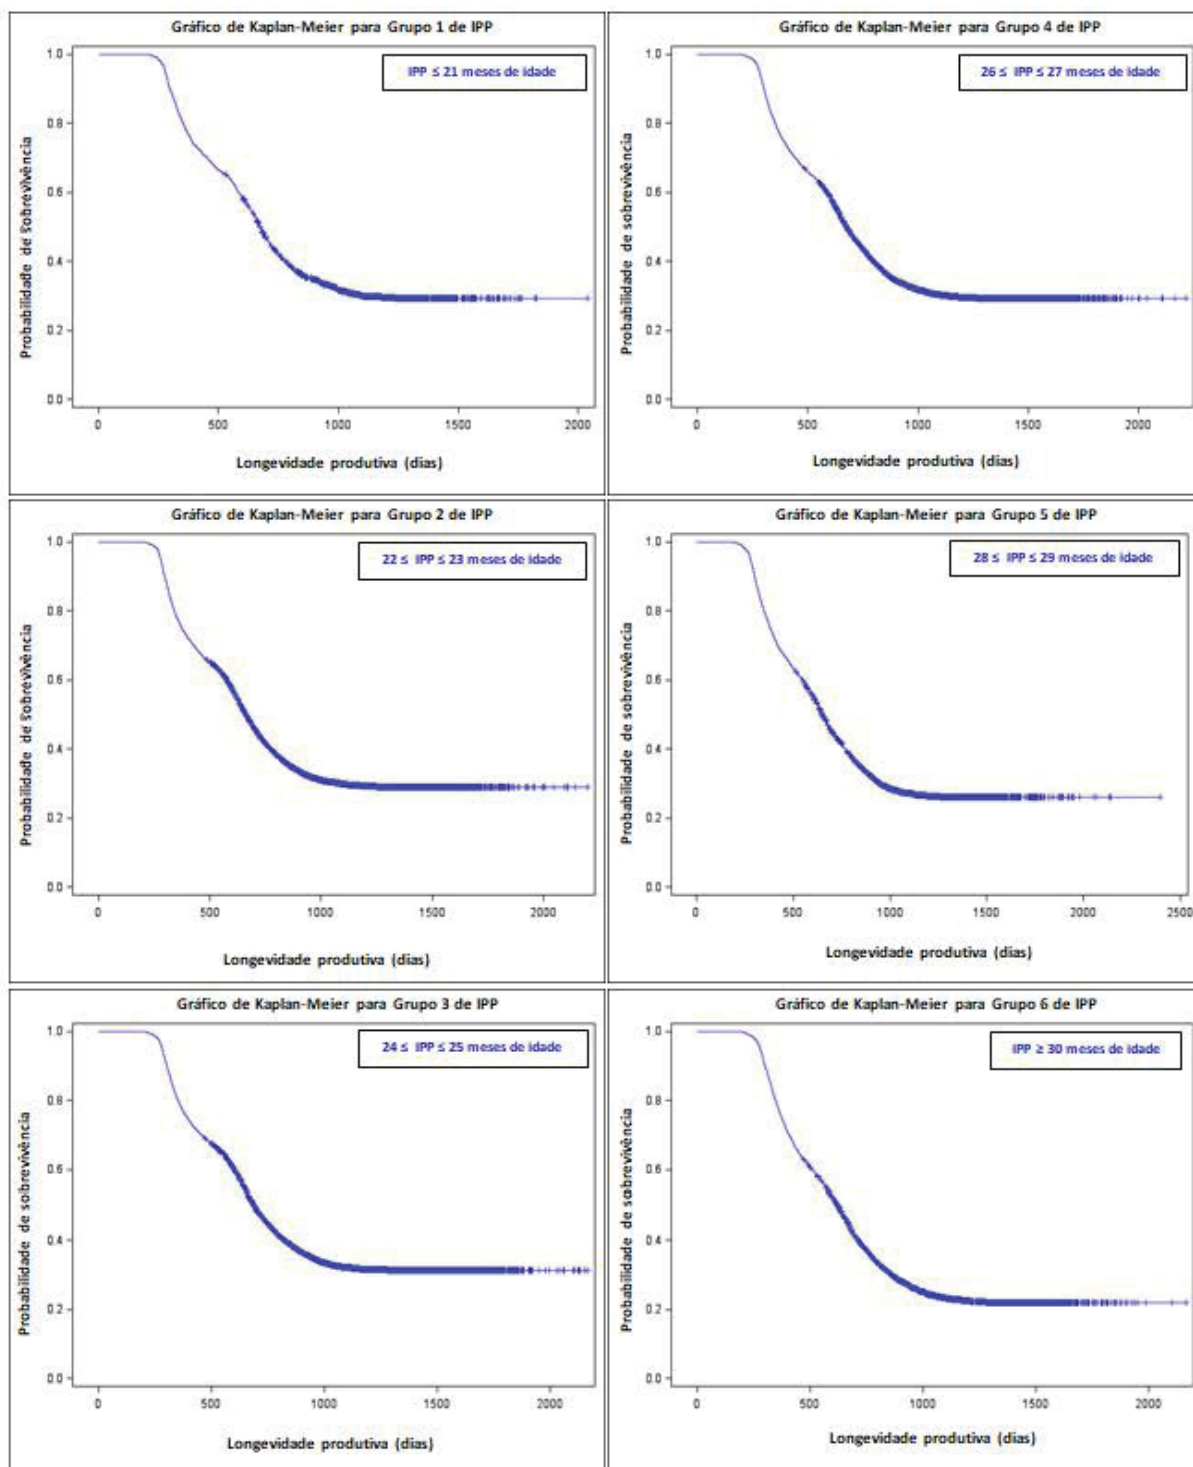 Gráfico de Kaplan-Meier para Grupo 1 de IPP
IPP ≤ 21 meses de idade
Probabilidade de sobrevivência
1.0
0.8
0.6
0.4
0.2
0.0
0 500 1000 1500 2000
Longevidade produtiva (dias)
Gráfico de Kaplan-Meier para Grupo 4 de IPP
26 ≤ IPP ≤ 27 meses de idade
Probabilidade de sobrevivência
1.0
0.8
0.6
0.4
0.2
0.0
0 500 1000 1500 2000
Longevidade produtiva (dias)
Gráfico de Kaplan-Meier para Grupo 2 de IPP
22 ≤ IPP ≤ 23 meses de idade
Probabilidade de sobrevivência
1.0
0.8
0.6
0.4
0.2
0.0
0 500 1000 1500 2000
Longevidade produtiva (dias)
Gráfico de Kaplan-Meier para Grupo 5 de IPP
28 ≤ IPP ≤ 29 meses de idade
Probabilidade de sobrevivência
1.0
0.8
0.6
0.4
0.2
0.0
0 500 1000 1500 2000 2500
Longevidade produtiva (dias)
Gráfico de Kaplan-Meier para Grupo 3 de IPP
24 ≤ IPP ≤ 25 meses de idade
Probabilidade de sobrevivência
1.0
0.8
0.6
0.4
0.2
0.0
0 500 1000 1500 2000
Longevidade produtiva (dias)
Gráfico de Kaplan-Meier para Grupo 6 de IPP
IPP ≥ 30 meses de idade
Probabilidade de sobrevivência
1.0
0.8
0.6
0.4
0.2
0.0
0 500 1000 1500 2000
Longevidade produtiva (dias)